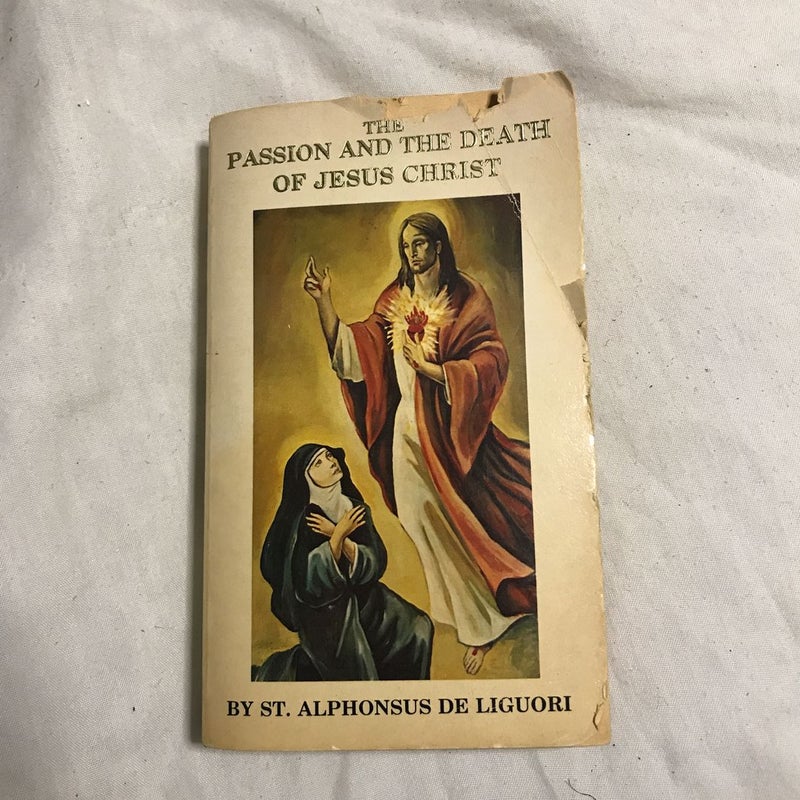 THE
PASSION AND THE DEATH
OF JESUS CHRIST
BY ST. ALPHONSUS DE LIGUORI